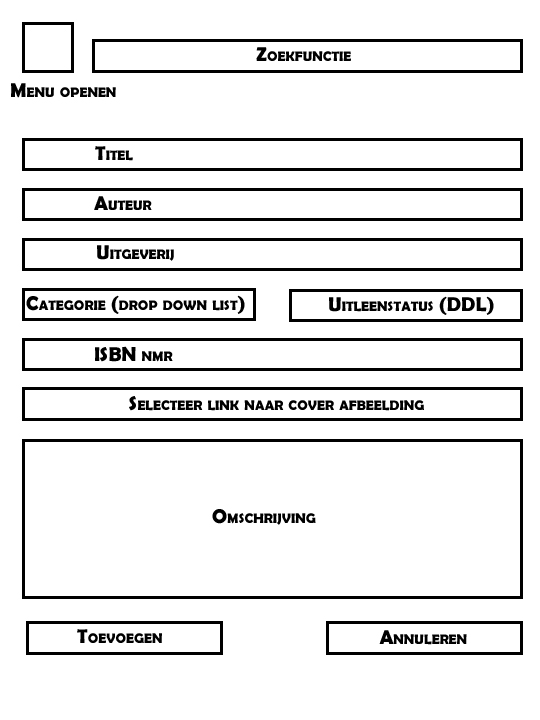 Zoekfunctie
Menu openen
Titel
Auteur
Uitgeverij
Categorie (drop down list)
Uitleenstatus (DDL)
ISBN nmr
Selecteer link naar cover afbeelding
Omschrijving
Toevoegen
Annuleren